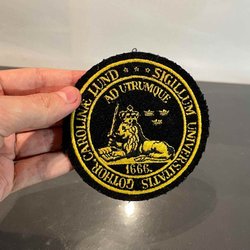 SIGILLUM UNIVERSITATIS GOTHOR. CAROLINÆ LUND
AD UTRUMQUE
1666.